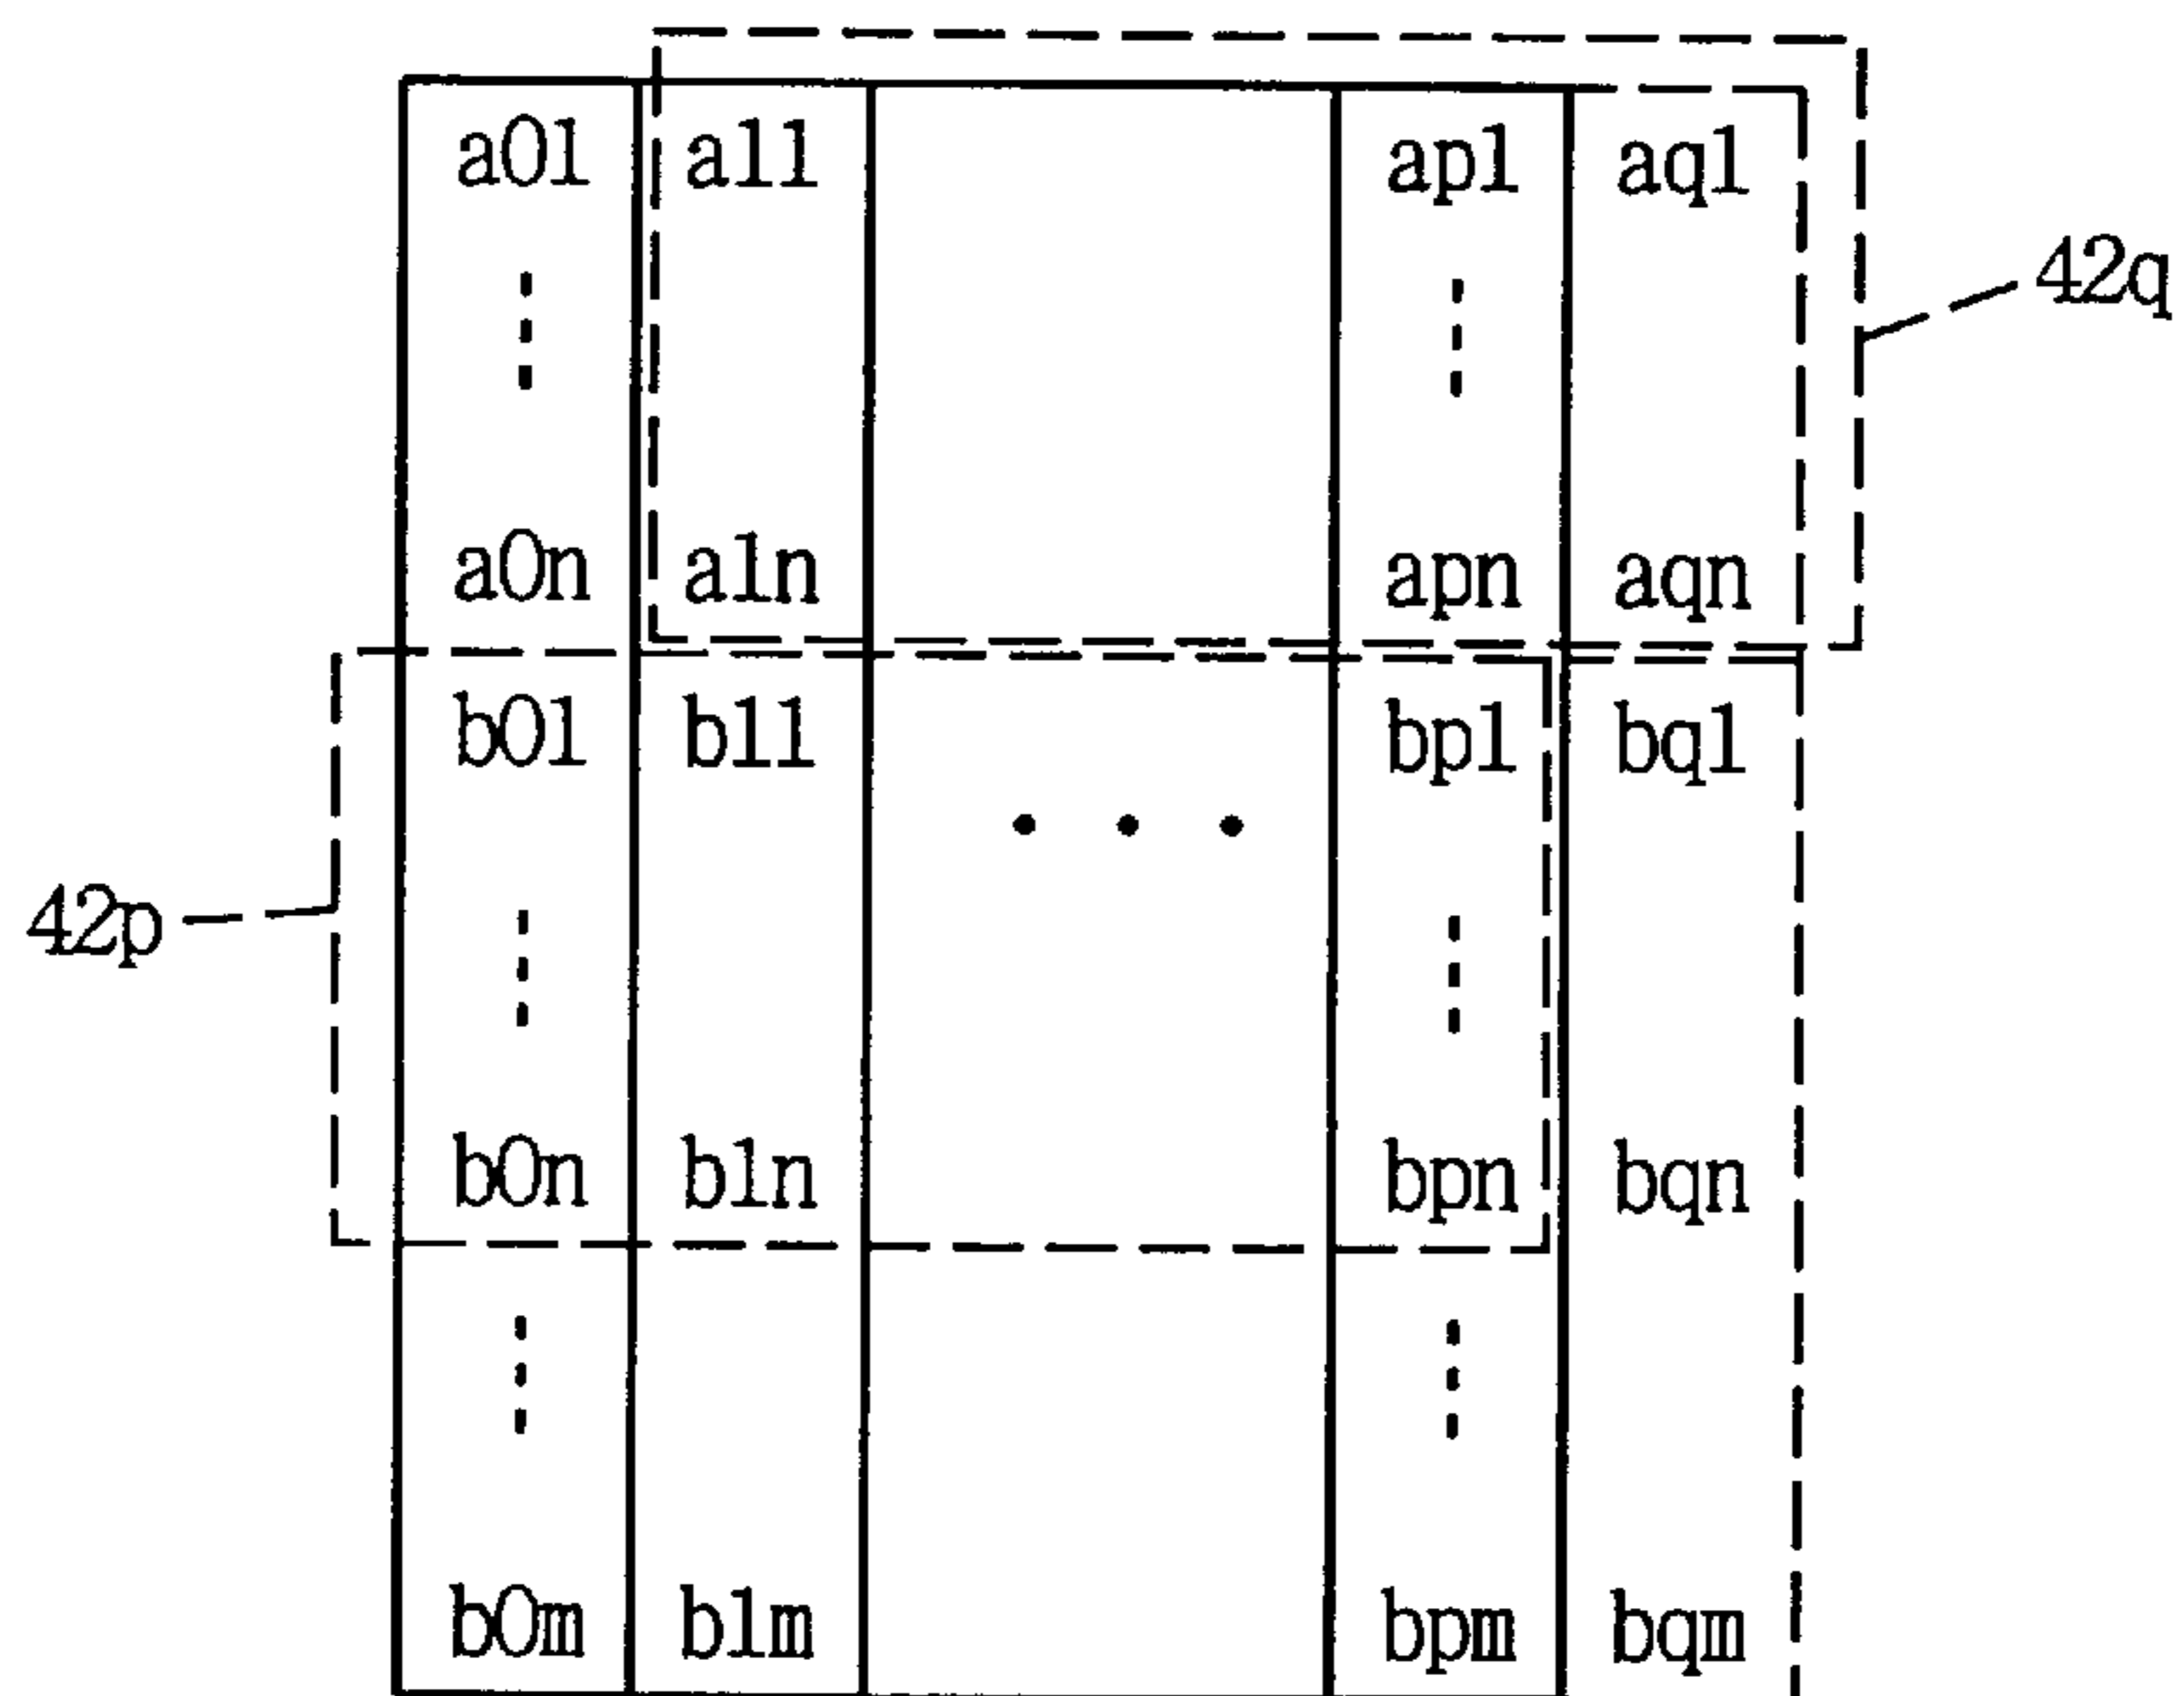 a01 a11 ap1 aq1
42q
a0n a1n apn aqn
b01 b11 bp1 bq1
42p
b0n b1n bpn bqn
b0m b1m bpm bqm